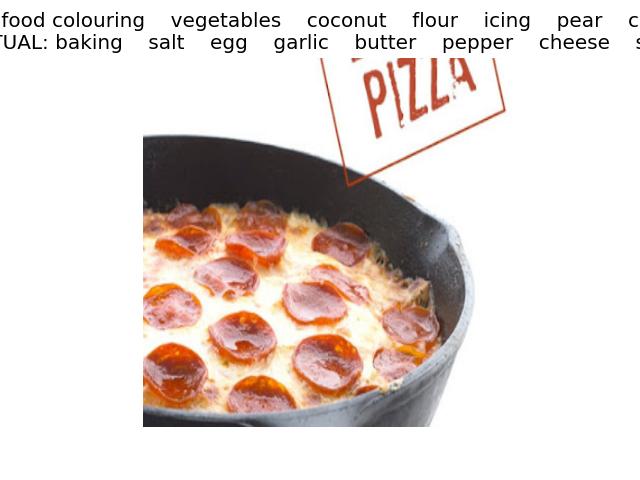 food colouring vegetables coconut flour icing pear
TUAL: baking salt egg garlic butter pepper cheese
PIZZA